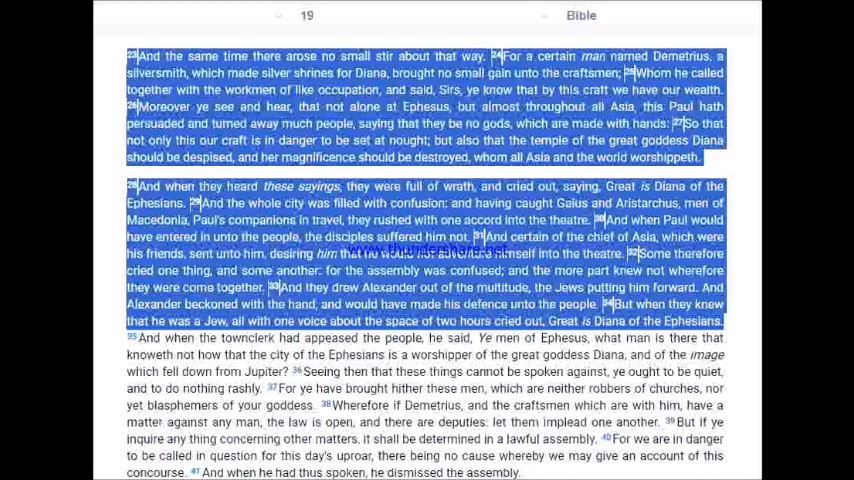 19
Bible
23And the same time there arose no small stir about that way. 24For a certain man named Demetrius, a
silversmith, which made silver shrines for Diana, brought no small gain unto the craftsmen; 25Whom he called
together with the workmen of like occupation, and said, Sirs, ye know that by this craft we have our wealth.
26Moreover ye see and hear, that not alone at Ephesus, but almost throughout all Asia, this Paul hath
persuaded and turned away much people, saying that they be no gods, which are made with hands: 27So that
not only this our craft is in danger to be set at nought; but also that the temple of the great goddess Diana
should be despised, and her magnificence should be destroyed, whom all Asia and the world worshippeth.
28And when they heard these sayings, they were full of wrath, and cried out, saying, Great is Diana of the
Ephesians. 29And the whole city was filled with confusion: and having caught Gaius and Aristarchus, men of
Macedonia, Paul's companions in travel, they rushed with one accord into the theatre. 30And when Paul would
have entered in unto the people, the disciples suffered him not. 31And certain of the chief of Asia, which were
www.thundershare.net
his friends, sent unto him, desiring him that he would not himself into the theatre. 32Some therefore
cried one thing, and some another: for the assembly was confused; and the more part knew not wherefore
they were come together. 33And they drew Alexander out of the multitude, the Jews putting him forward. And
Alexander beckoned with the hand, and would have made his defence unto the people. 34But when they knew
that he was a Jew, all with one voice about the space of two hours cried out, Great is Diana of the Ephesians.
35And when the townclerk had appeased the people, he said, Ye men of Ephesus, what man is there that
knoweth not how that the city of the Ephesians is a worshipper of the great goddess Diana, and of the image
which fell down from Jupiter? 36Seeing then that these things cannot be spoken against, ye ought to be quiet,
and to do nothing rashly. 37For ye have brought hither these men, which are neither robbers of churches, nor
yet blasphemers of your goddess. 38Wherefore if Demetrius, and the craftsmen which are with him, have a
matter against any man, the law is open, and there are deputies: let them implead one another. 39But if ye
inquire any thing concerning other matters, it shall be determined in a lawful assembly. 40For we are in danger
to be called in question for this day's uproar, there being no cause whereby we may give an account of this
concourse. 41And when he had thus spoken, he dismissed the assembly.